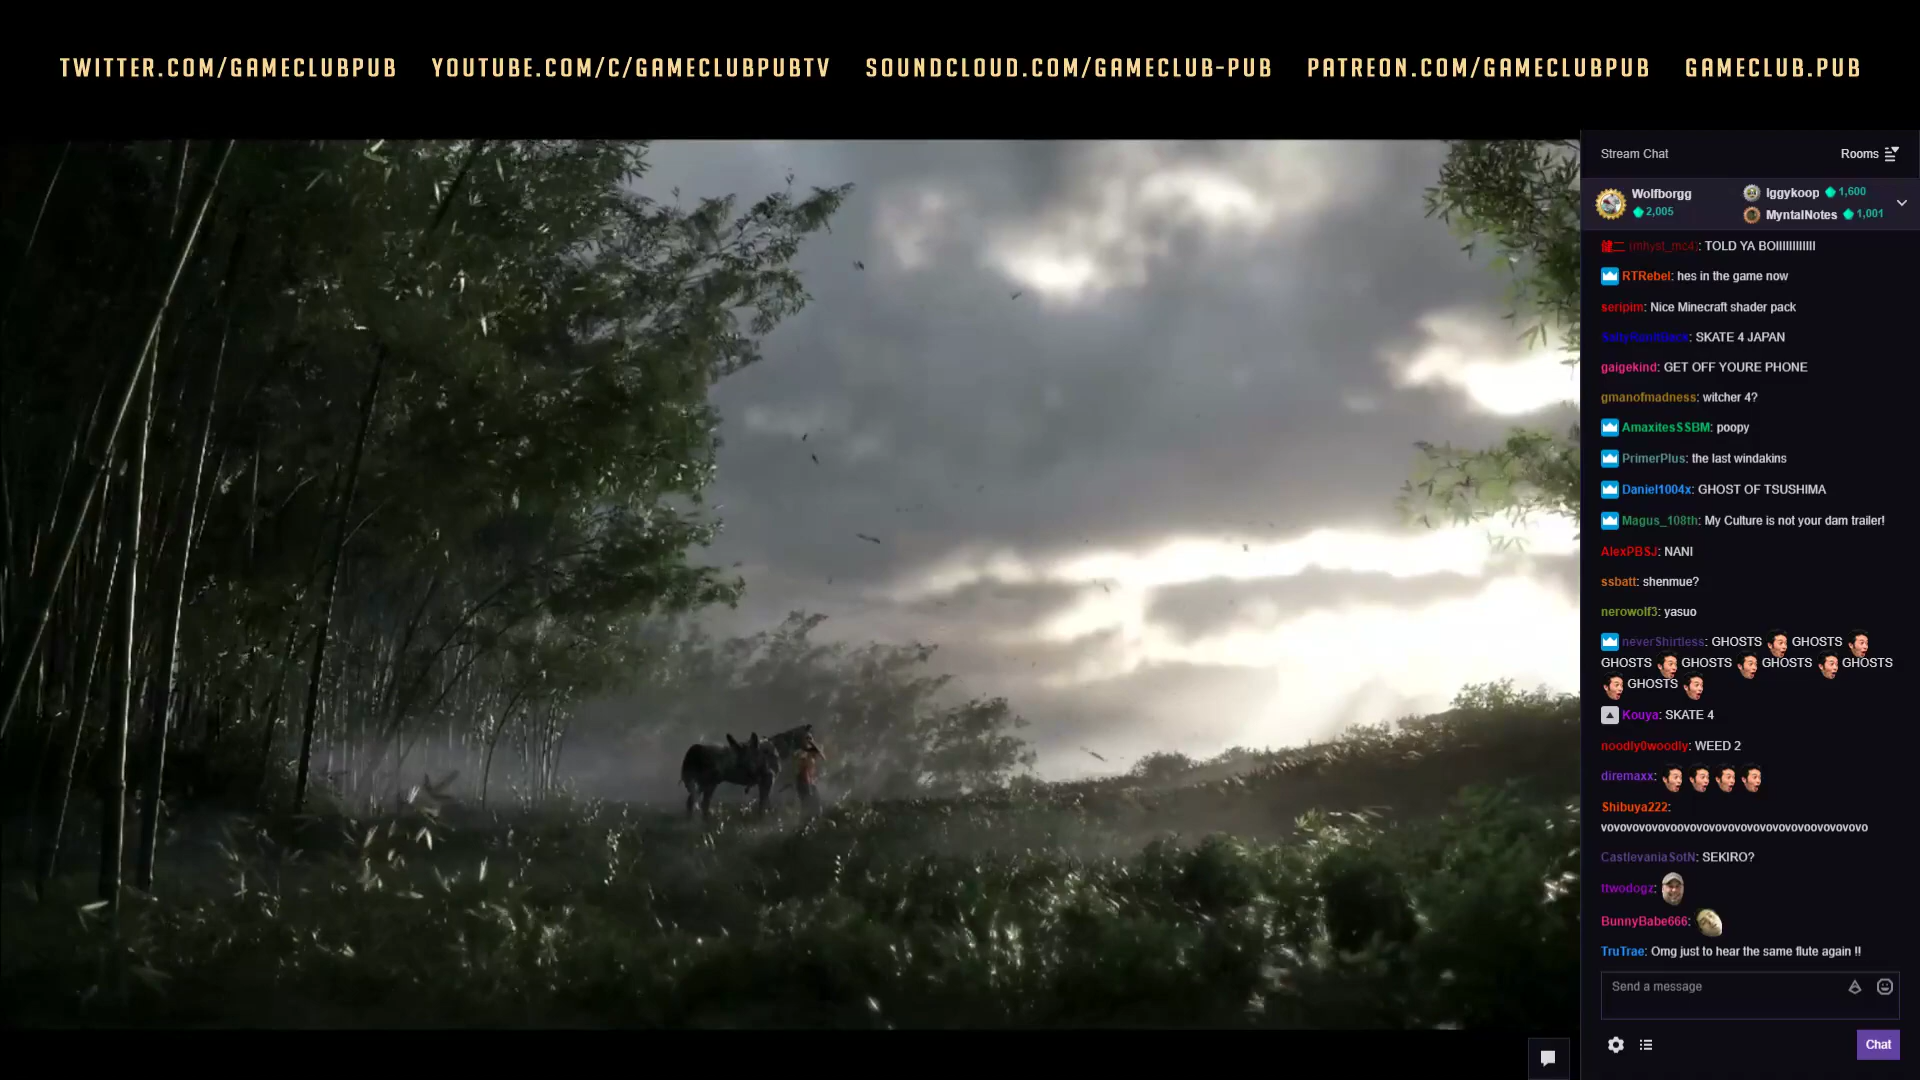 TWITTER.COM/GAMECLUBPUB YOUTUBE.COM/C/GAMECLUBPUBTV SOUNDCLOUD.COM/GAMECLUB-PUB PATREON.COM/GAMECLUBPUB GAMECLUB.PUB
Stream Chat Rooms
Wolfborgg 2,005
Iggykoop 1,600
MyntalNotes 1,001
健二 (mhyst_mc4): TOLD YA BOIIIIIIIIIIII
RTRebel: hes in the game now
seripim: Nice Minecraft shader pack
: SKATE 4 JAPAN
gaigekind: GET OFF YOURE PHONE
gmanofmadness: witcher 4?
AmaxitesSSBM: poopy
PrimerPlus: the last windakins
Daniel1004x: GHOST OF TSUSHIMA
Magus_108th: My Culture is not your dam trailer!
AlexPBSJ: NANI
ssbatt: shenmue?
nerowolf3: yasuo
neverShirtless: GHOSTS GHOSTS
GHOSTS GHOSTS GHOSTS GHOSTS
GHOSTS
Kouya: SKATE 4
noodly0woodly: WEED 2
diremaxx:
Shibuya222:
vovovovovovoovovovovovovovovovovoovovovovo
CastlevaniaSotN: SEKIRO?
ttwodogz:
BunnyBabe666:
TruTrae: Omg just to hear the same flute again !!
Send a message
Chat